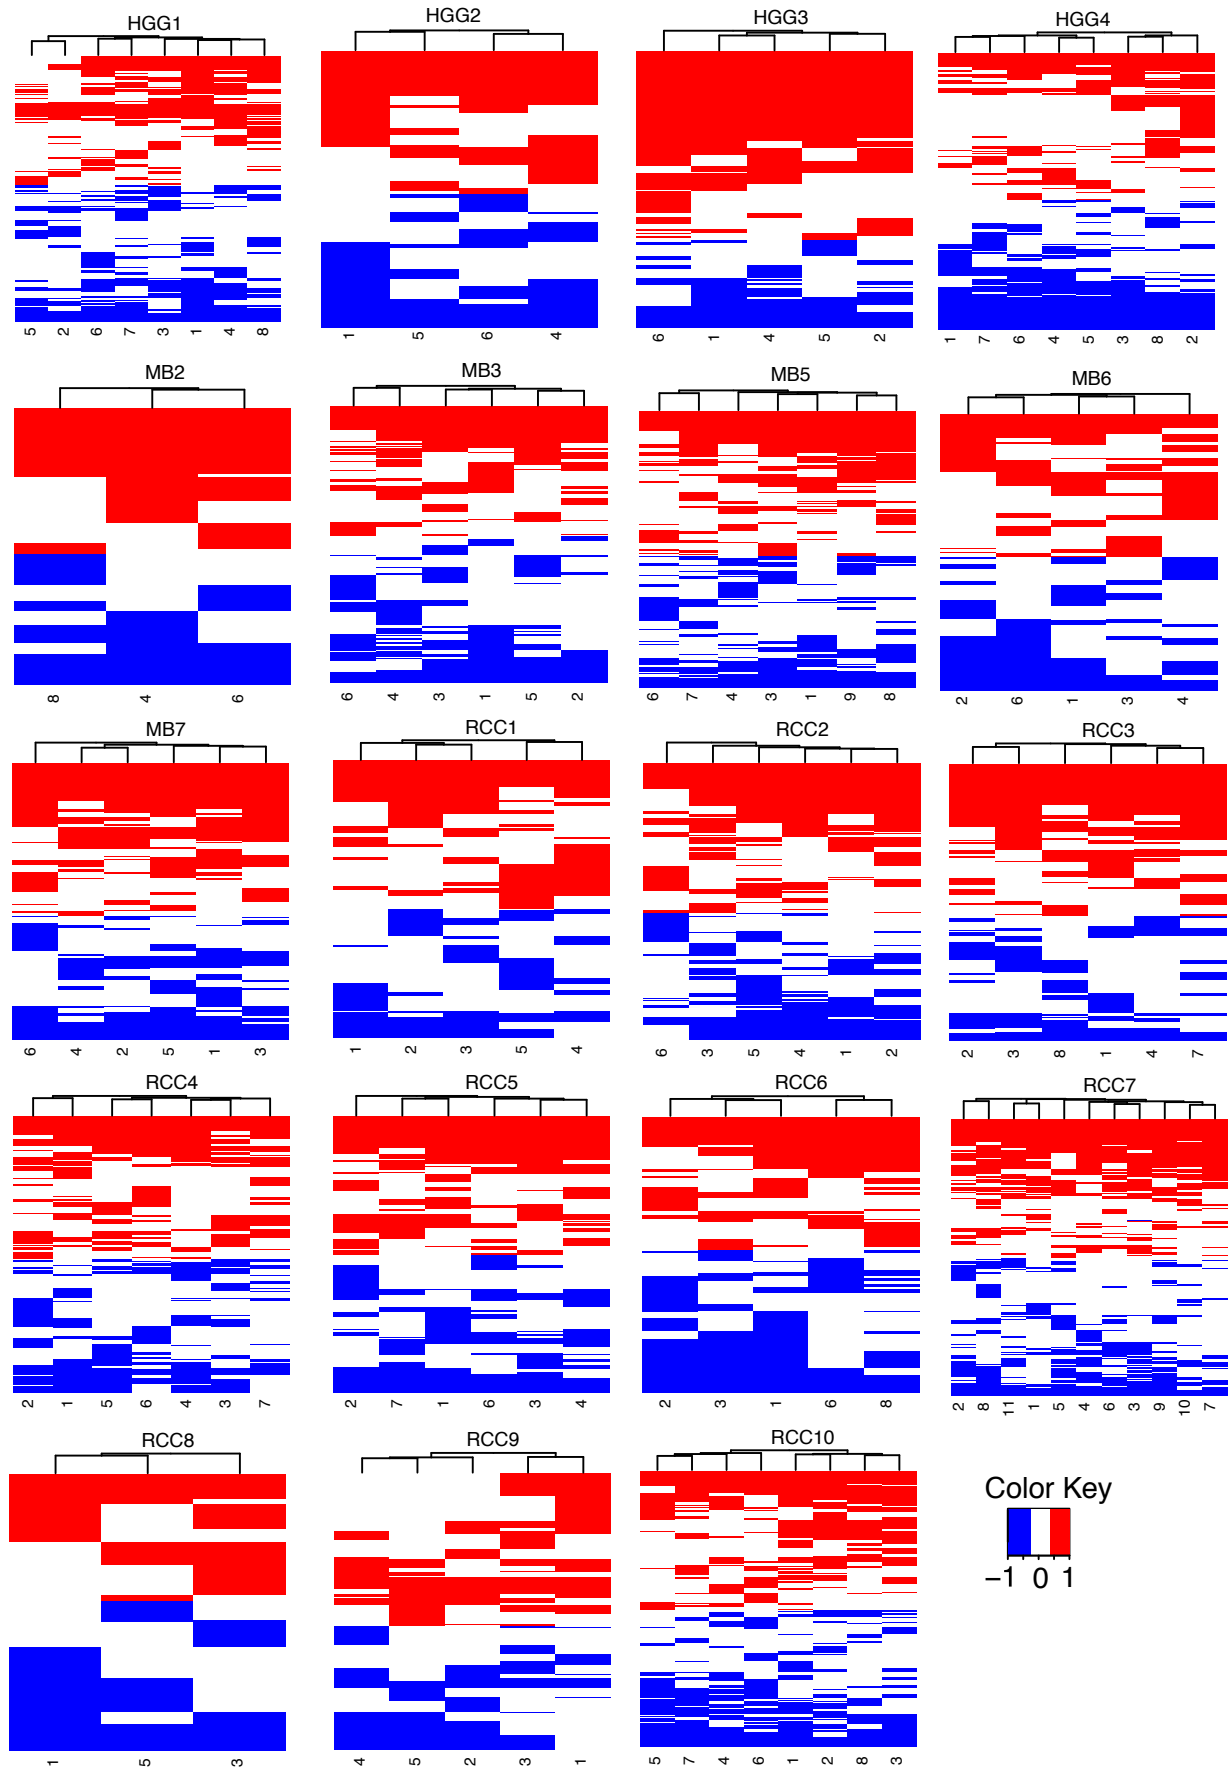 HGG1 HGG2 HGG3 HGG4
5 2 6 7 3 1 4 8
1 5 6 4
6 1 4 5 2
1 7 6 4 5 3 8 2
MB2 MB3 MB5 MB6
8 4 6
6 4 3 1 5 2
6 7 4 3 1 9 8
2 6 1 3 4
MB7 RCC1 RCC2 RCC3
6 4 2 5 1 3
1 2 3 5 4
6 3 5 4 1 2
2 3 8 1 4 7
RCC4 RCC5 RCC6 RCC7
2 1 5 6 4 3 7
2 7 1 6 3 4
2 3 1 6 8
2 8 11 1 5 4 6 3 9 10 7
RCC8 RCC9 RCC10
1 5 3
4 5 2 3 1
5 7 4 6 1 2 8 3
Color Key
−1 0 1